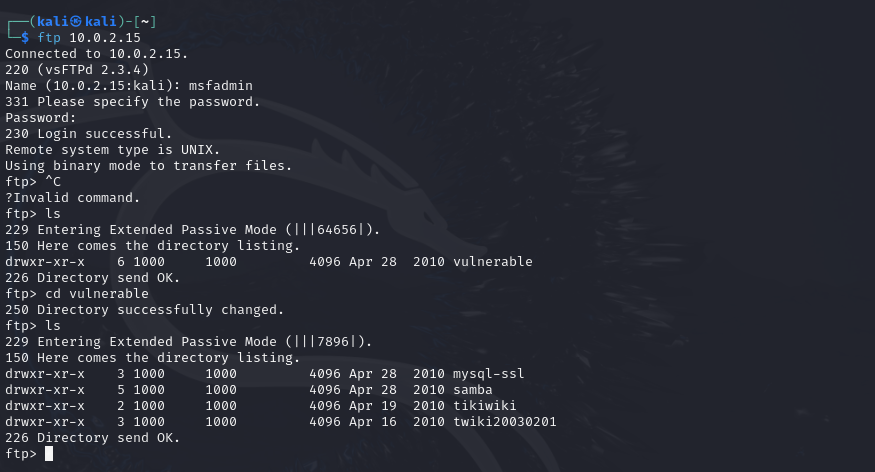 ┌──(kali㉿kali)-[~]
└─$ ftp 10.0.2.15
Connected to 10.0.2.15.
220 (vsFTPd 2.3.4)
Name (10.0.2.15:kali): msfadmin
331 Please specify the password.
Password:
230 Login successful.
Remote system type is UNIX.
Using binary mode to transfer files.
ftp> ^C
?Invalid command.
ftp> ls
229 Entering Extended Passive Mode (|||64656|).
150 Here comes the directory listing.
drwxr-xr-x    6 1000     1000         4096 Apr 28  2010 vulnerable
226 Directory send OK.
ftp> cd vulnerable
250 Directory successfully changed.
ftp> ls
229 Entering Extended Passive Mode (|||7896|).
150 Here comes the directory listing.
drwxr-xr-x    3 1000     1000         4096 Apr 28  2010 mysql-ssl
drwxr-xr-x    5 1000     1000         4096 Apr 28  2010 samba
drwxr-xr-x    2 1000     1000         4096 Apr 19  2010 tikiwiki
drwxr-xr-x    3 1000     1000         4096 Apr 16  2010 twiki20030201
226 Directory send OK.
ftp>